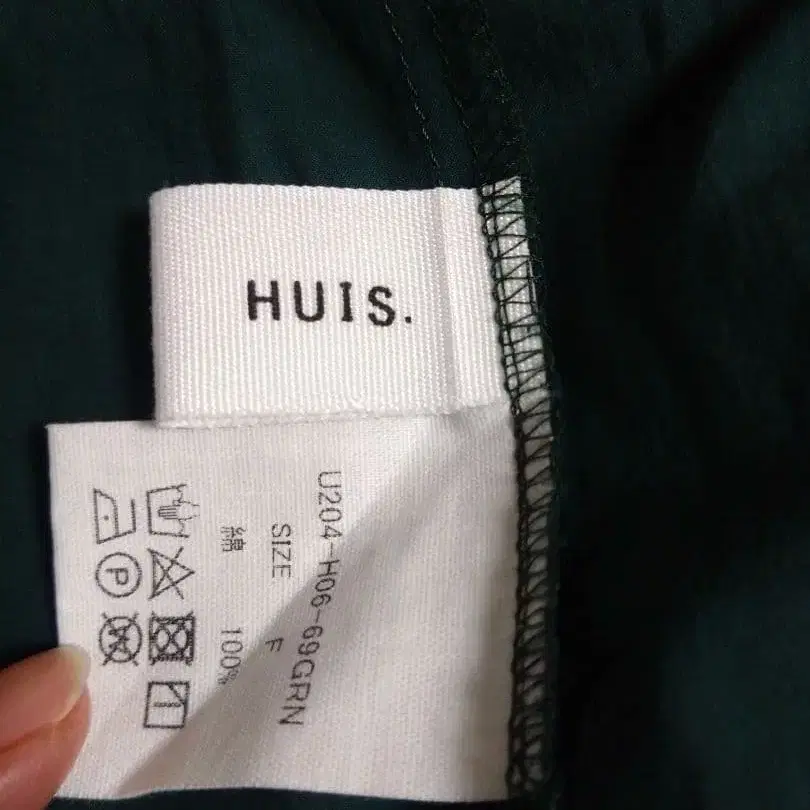 HUIS.
U204-H06-69GRN
SIZE F
綿 100%